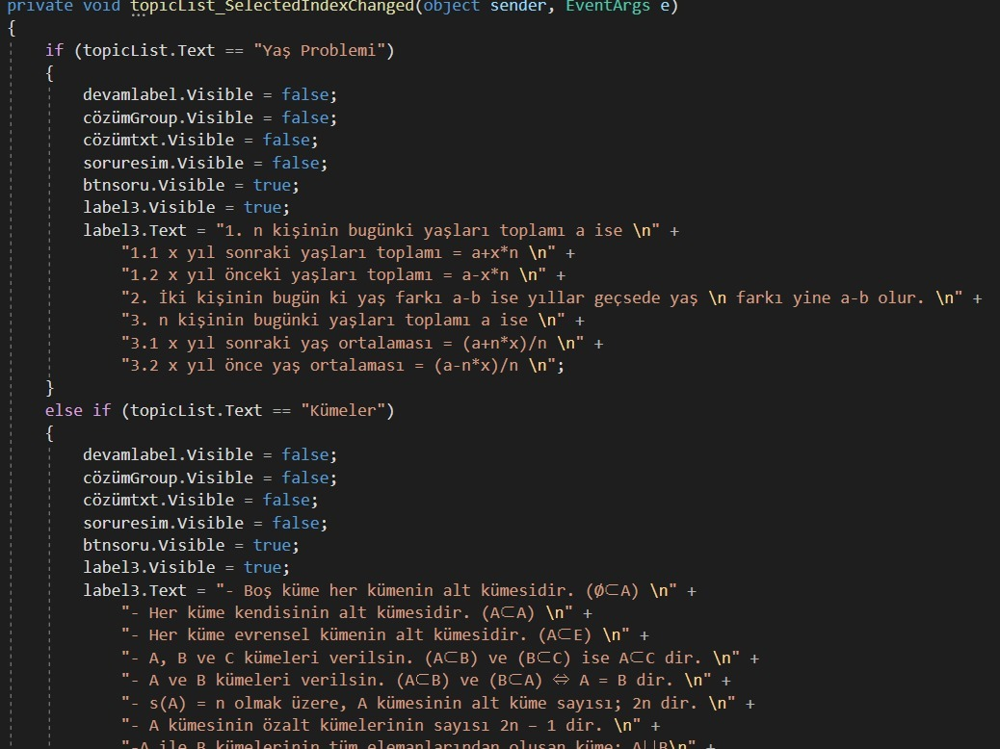 private void topicList_SelectedIndexChanged(object sender, EventArgs e)
{
if (topicList.Text == "Yaş Problemi")
{
devamlabel.Visible = false;
cözümGroup.Visible = false;
cözümtxt.Visible = false;
soruresim.Visible = false;
btnsoru.Visible = true;
label3.Visible = true;
label3.Text = "1. n kişinin bugünki yaşları toplamı a ise \n" +
"1.1 x yıl sonraki yaşları toplamı = a+x*n \n" +
"1.2 x yıl önceki yaşları toplamı = a-x*n \n" +
"2. İki kişinin bugün ki yaş farkı a-b ise yıllar geçsede yaş \n farkı yine a-b olur. \n" +
"3. n kişinin bugünki yaşları toplamı a ise \n" +
"3.1 x yıl sonraki yaş ortalaması = (a+n*x)/n \n" +
"3.2 x yıl önce yaş ortalaması = (a-n*x)/n \n";
}
else if (topicList.Text == "Kümeler")
{
devamlabel.Visible = false;
cözümGroup.Visible = false;
cözümtxt.Visible = false;
soruresim.Visible = false;
btnsoru.Visible = true;
label3.Visible = true;
label3.Text = "- Boş küme her kümenin alt kümesidir. (∅⊂A) \n" +
"- Her küme kendisinin alt kümesidir. (A⊂A) \n" +
"- Her küme evrensel kümenin alt kümesidir. (A⊂E) \n" +
"- A, B ve C kümeleri verilsin. (A⊂B) ve (B⊂C) ise A⊂C dir. \n" +
"- A ve B kümeleri verilsin. (A⊂B) ve (B⊂A) ⇔ A = B dir. \n" +
"- s(A) = n olmak üzere, A kümesinin alt küme sayısı; 2n dir. \n" +
"- A kümesinin özalt kümelerinin sayısı 2n – 1 dir. \n" +
"-A ile B kümelerinin tüm elemanlarından oluşan küme; A⋃B\n" +